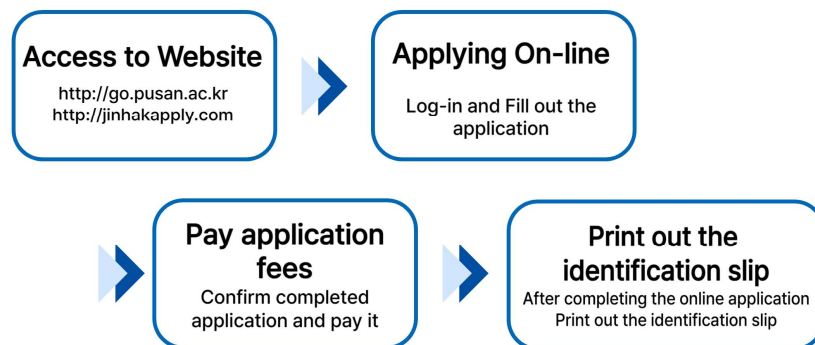 Access to Website
http://go.pusan.ac.kr
http://jinhakapply.com
Applying On-line
Log-in and Fill out the
application
Pay application
fees
Confirm completed
application and pay it
Print out the
identification slip
After completing the online application
Print out the identification slip